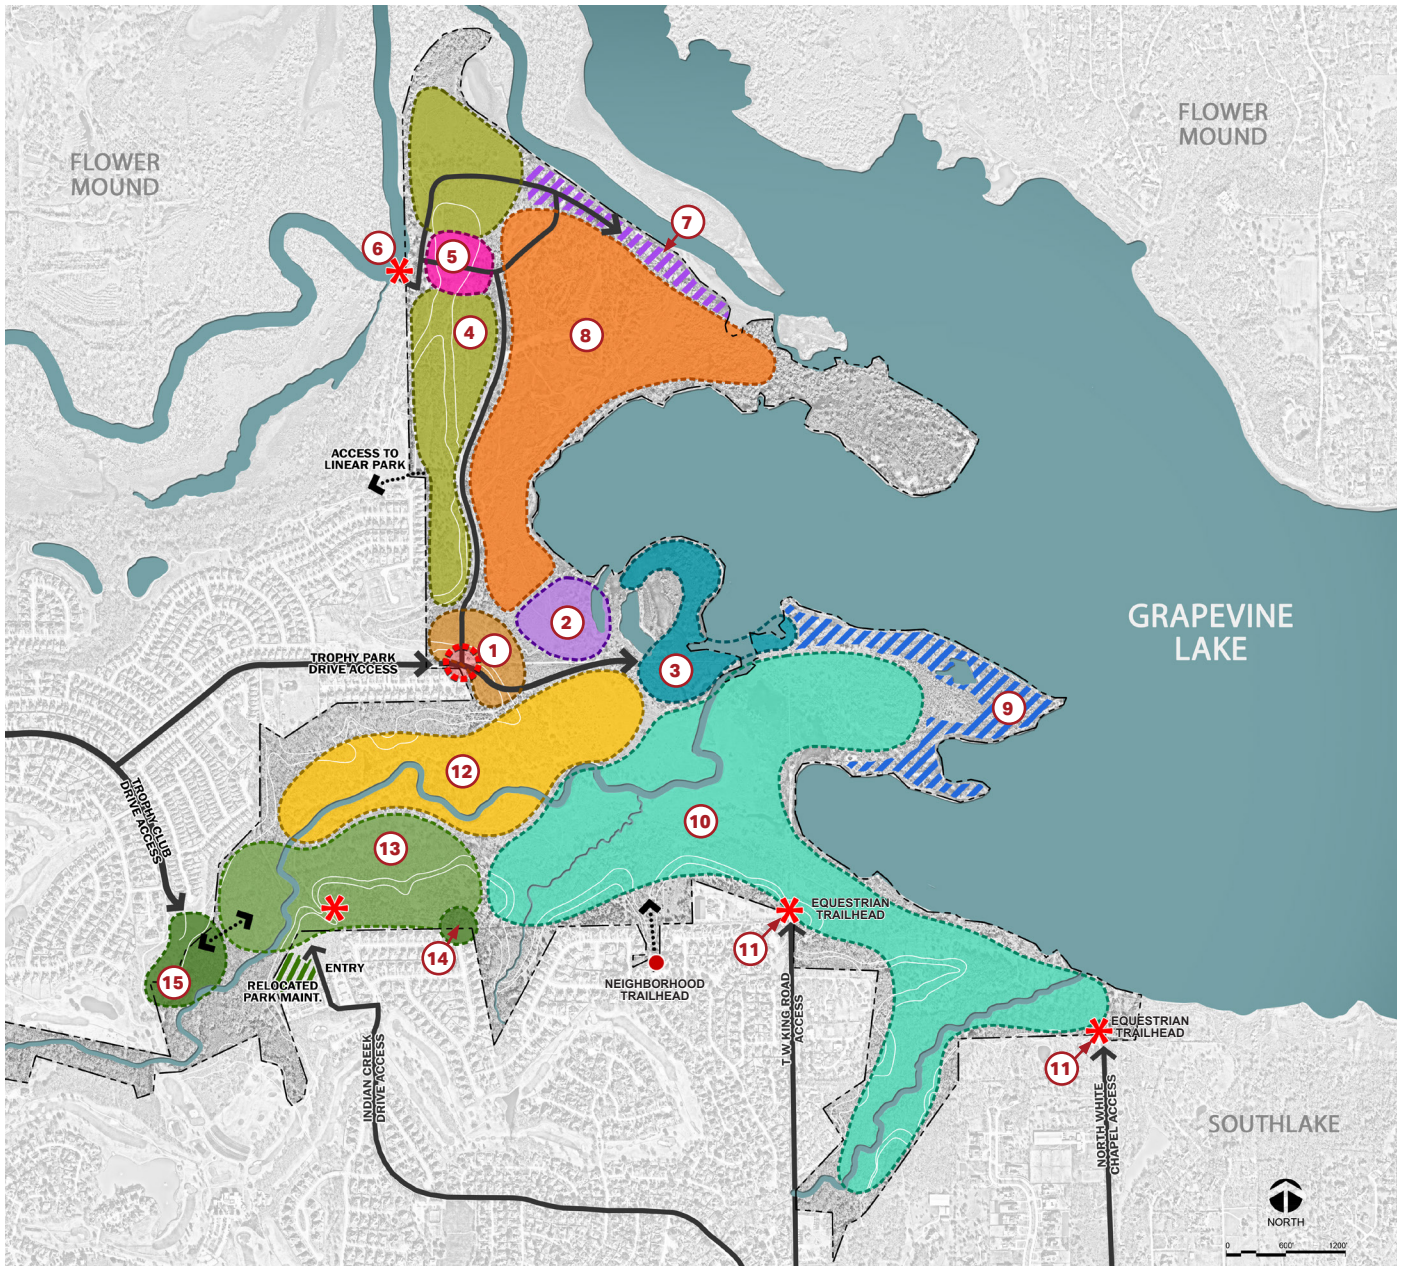 FLOWER
MOUND
FLOWER
MOUND
7
6
5
4
8
ACCESS TO
LINEAR PARK
GRAPEVINE
LAKE
2
1
TROPHY PARK
DRIVE ACCESS
3
9
12
TROPHY CLUB
DRIVE ACCESS
10
13
EQUESTRIAN
TRAILHEAD
11
14
ENTRY
15
RELOCATED
PARK MAINT.
NEIGHBORHOOD
TRAILHEAD
T.W KING ROAD
ACCESS
EQUESTRIAN
TRAILHEAD
11
INDIAN CREEK
DRIVE ACCESS
NORTH WHITE
CHAPEL ACCESS
SOUTHLAKE
NORTH
0 600' 1200'